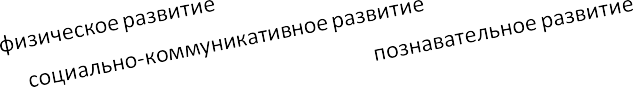 физическое развитие
социально-коммуникативное развитие
познавательное развитие